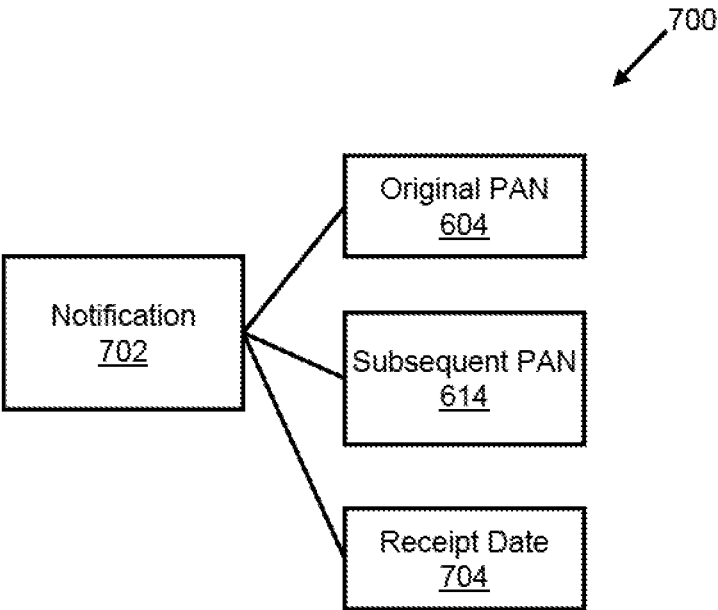 700
Original PAN
604
Notification
702
Subsequent PAN
614
Receipt Date
704